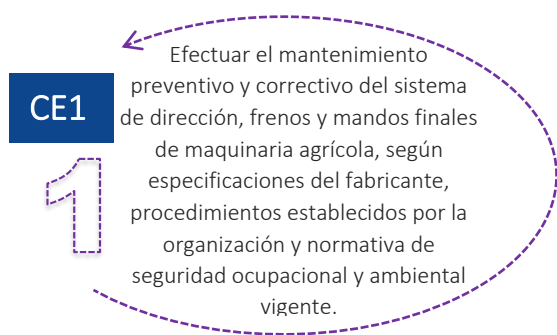 CE1
1
Efectuar el mantenimiento
preventivo y correctivo del sistema
de dirección, frenos y mandos finales
de maquinaria agrícola, según
especificaciones del fabricante,
procedimientos establecidos por la
organización y normativa de
seguridad ocupacional y ambiental
vigente.